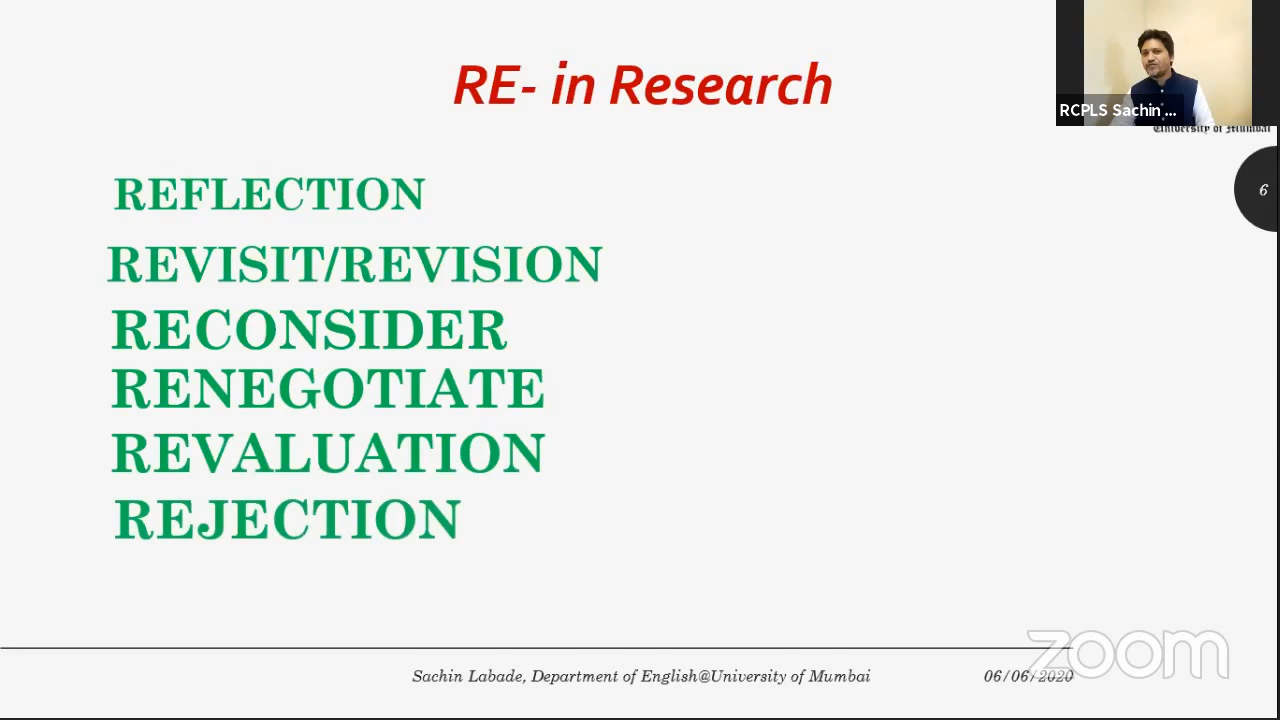 RE- in Research
RCPLS Sachin ...
University of Mumbai
6
REFLECTION
REVISIT/REVISION
RECONSIDER
RENEGOTIATE
REVALUATION
REJECTION
zoom
Sachin Labade, Department of English@University of Mumbai
06/06/2020